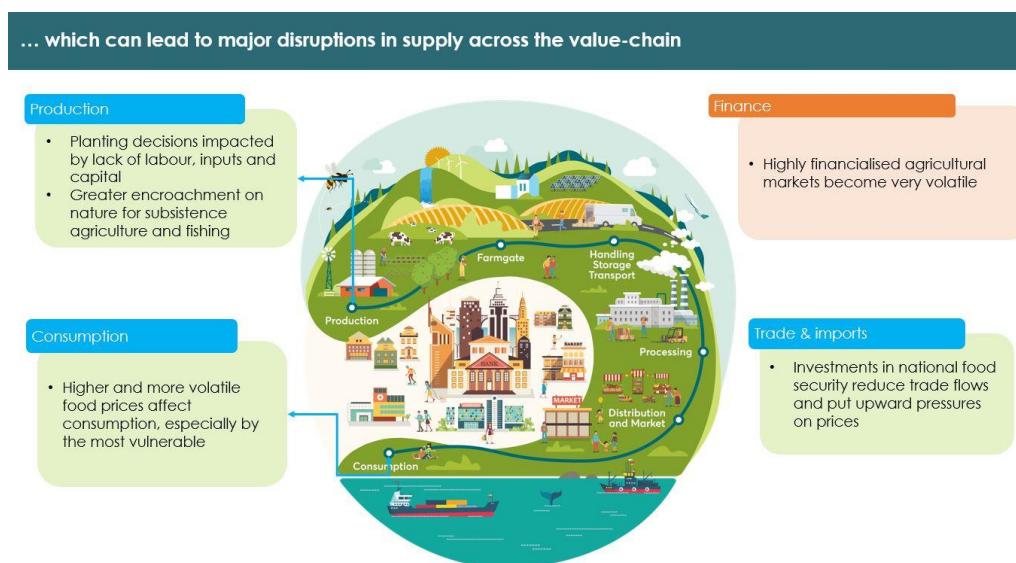 ... which can lead to major disruptions in supply across the value-chain
Production
• Planting decisions impacted
by lack of labour, inputs and
capital
• Greater encroachment on
nature for subsistence
agriculture and fishing
Finance
• Highly financialised agricultural
markets become very volatile
Farmgate
Handling
Storage
Transport
Production
Processing
BAKERY
BANK
MARKET
Distribution
and Market
Consumption
Consumption
• Higher and more volatile
food prices affect
consumption, especially by
the most vulnerable
Trade & imports
• Investments in national food
security reduce trade flows
and put upward pressures
on prices